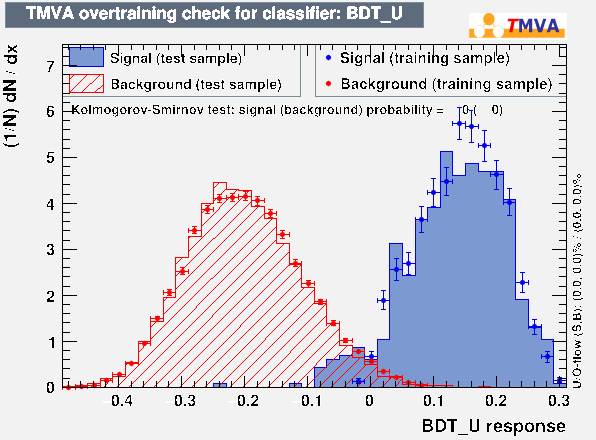 TMVA overtraining check for classifier: BDT_U
TMVA
Signal (test sample)
Background (test sample)
Signal (training sample)
Background (training sample)
Kolmogorov-Smirnov test: signal (background) probability = 0 ( 0)
(1/N) dN / dx
7
6
5
4
3
2
1
0
−0.4 −0.3 −0.2 −0.1 0 0.1 0.2 0.3
BDT_U response
U/O-flow (S,B): (0.0, 0.0)% / (0.0, 0.0)%